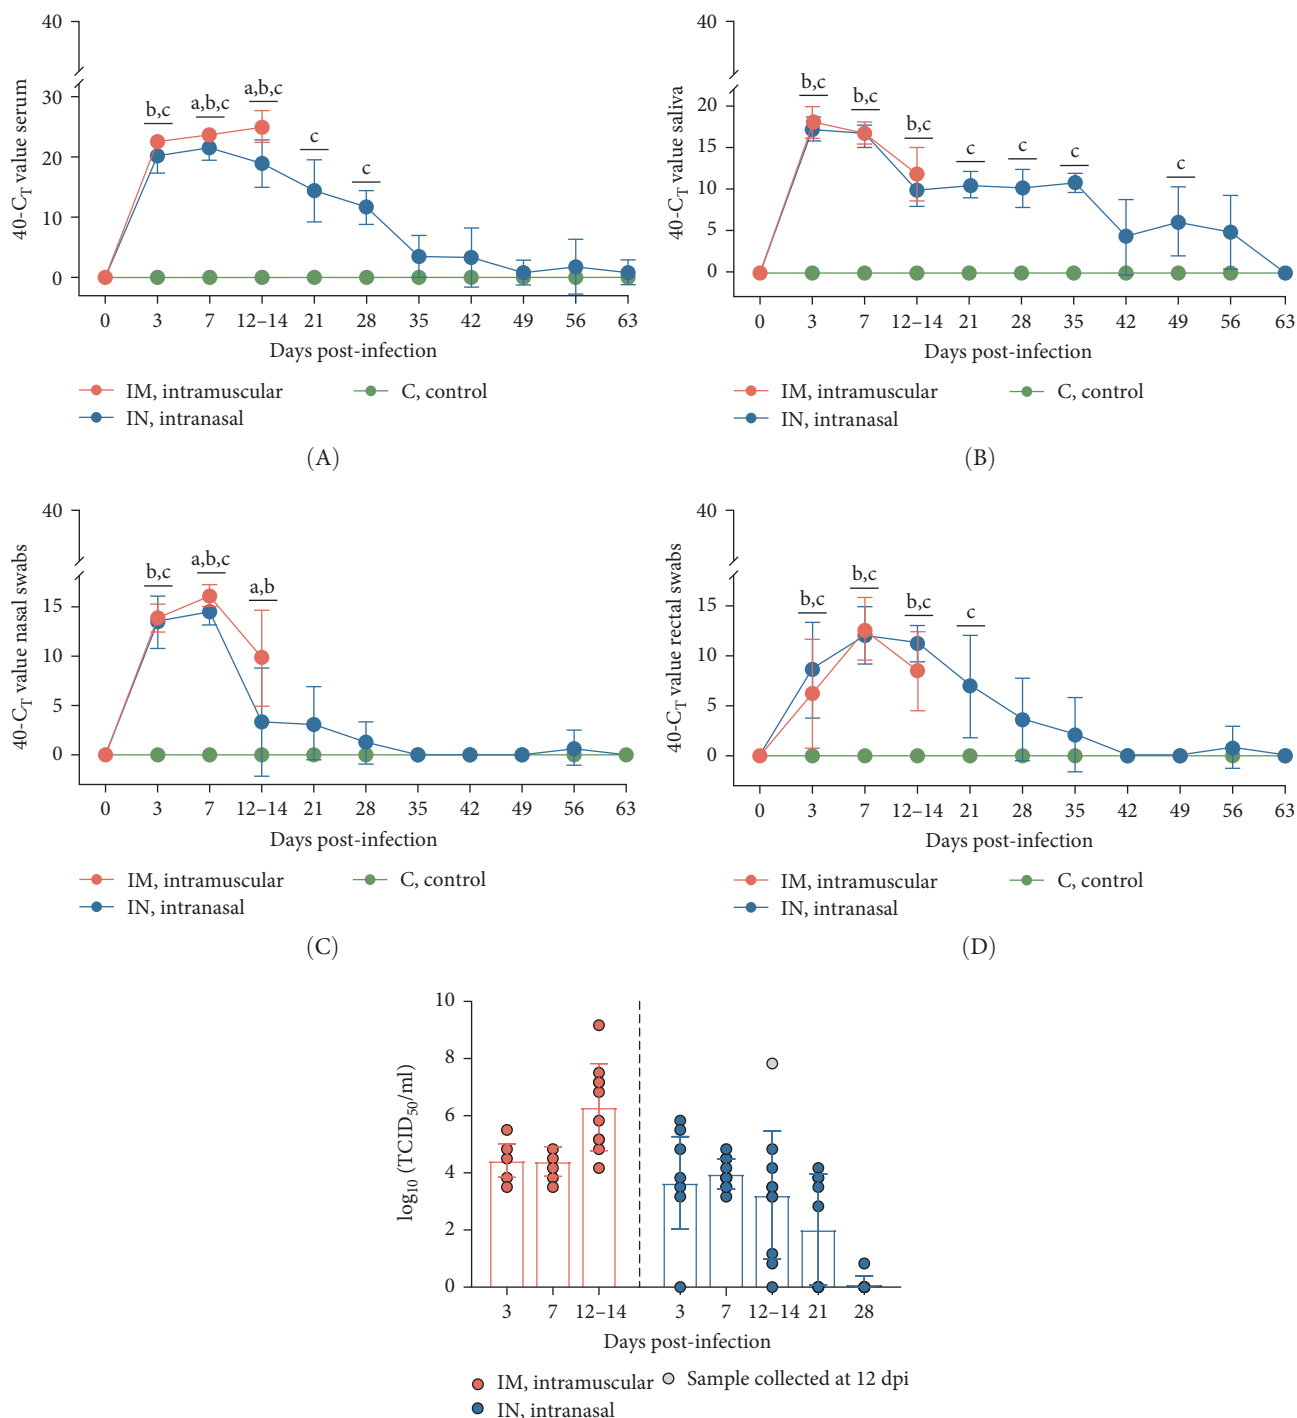 40
30
20
10
0
40-CT value serum
b,c
a,b,c
a,b,c
c
c
0 3 7 12–14 21 28 35 42 49 56 63
Days post-infection
IM, intramuscular
C, control
IN, intranasal
(A)
40
20
15
10
5
0
40-CT value saliva
b,c
b,c
b,c
c
c
c
c
0 3 7 12–14 21 28 35 42 49 56 63
Days post-infection
IM, intramuscular
C, control
IN, intranasal
(B)
40
15
10
5
0
40-CT value nasal swabs
b,c
a,b,c
a,b
0 3 7 12–14 21 28 35 42 49 56 63
Days post-infection
IM, intramuscular
C, control
IN, intranasal
(C)
40
15
10
5
0
40-CT value rectal swabs
b,c
b,c
b,c
c
0 3 7 12–14 21 28 35 42 49 56 63
Days post-infection
IM, intramuscular
C, control
IN, intranasal
(D)
10
8
6
4
2
0
log10 (TCID50/ml)
3 7 12–14 3 7 12–14 21 28
Days post-infection
IM, intramuscular
Sample collected at 12 dpi
IN, intranasal